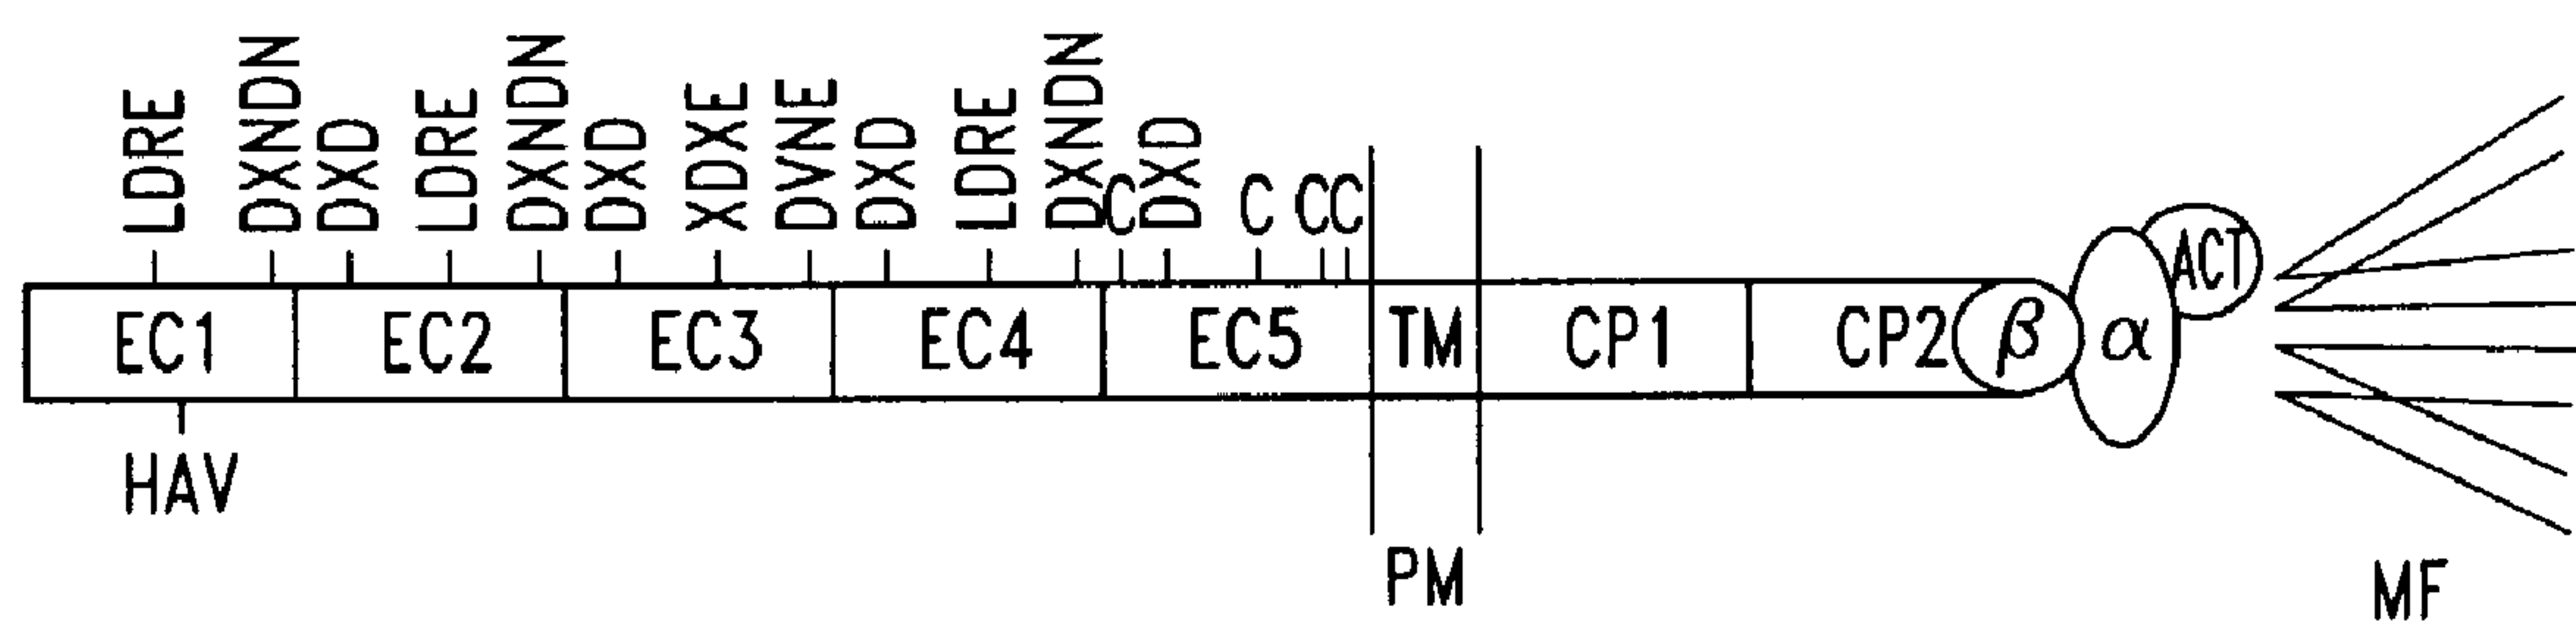 LDRE DXNDN DXD LDRE DXNDN DXD XDXE DVNE DXD LDRE DXNDN C DXD C C C
EC1 EC2 EC3 EC4 EC5 TM CP1 CP2 β α ACT
HAV
PM
MF